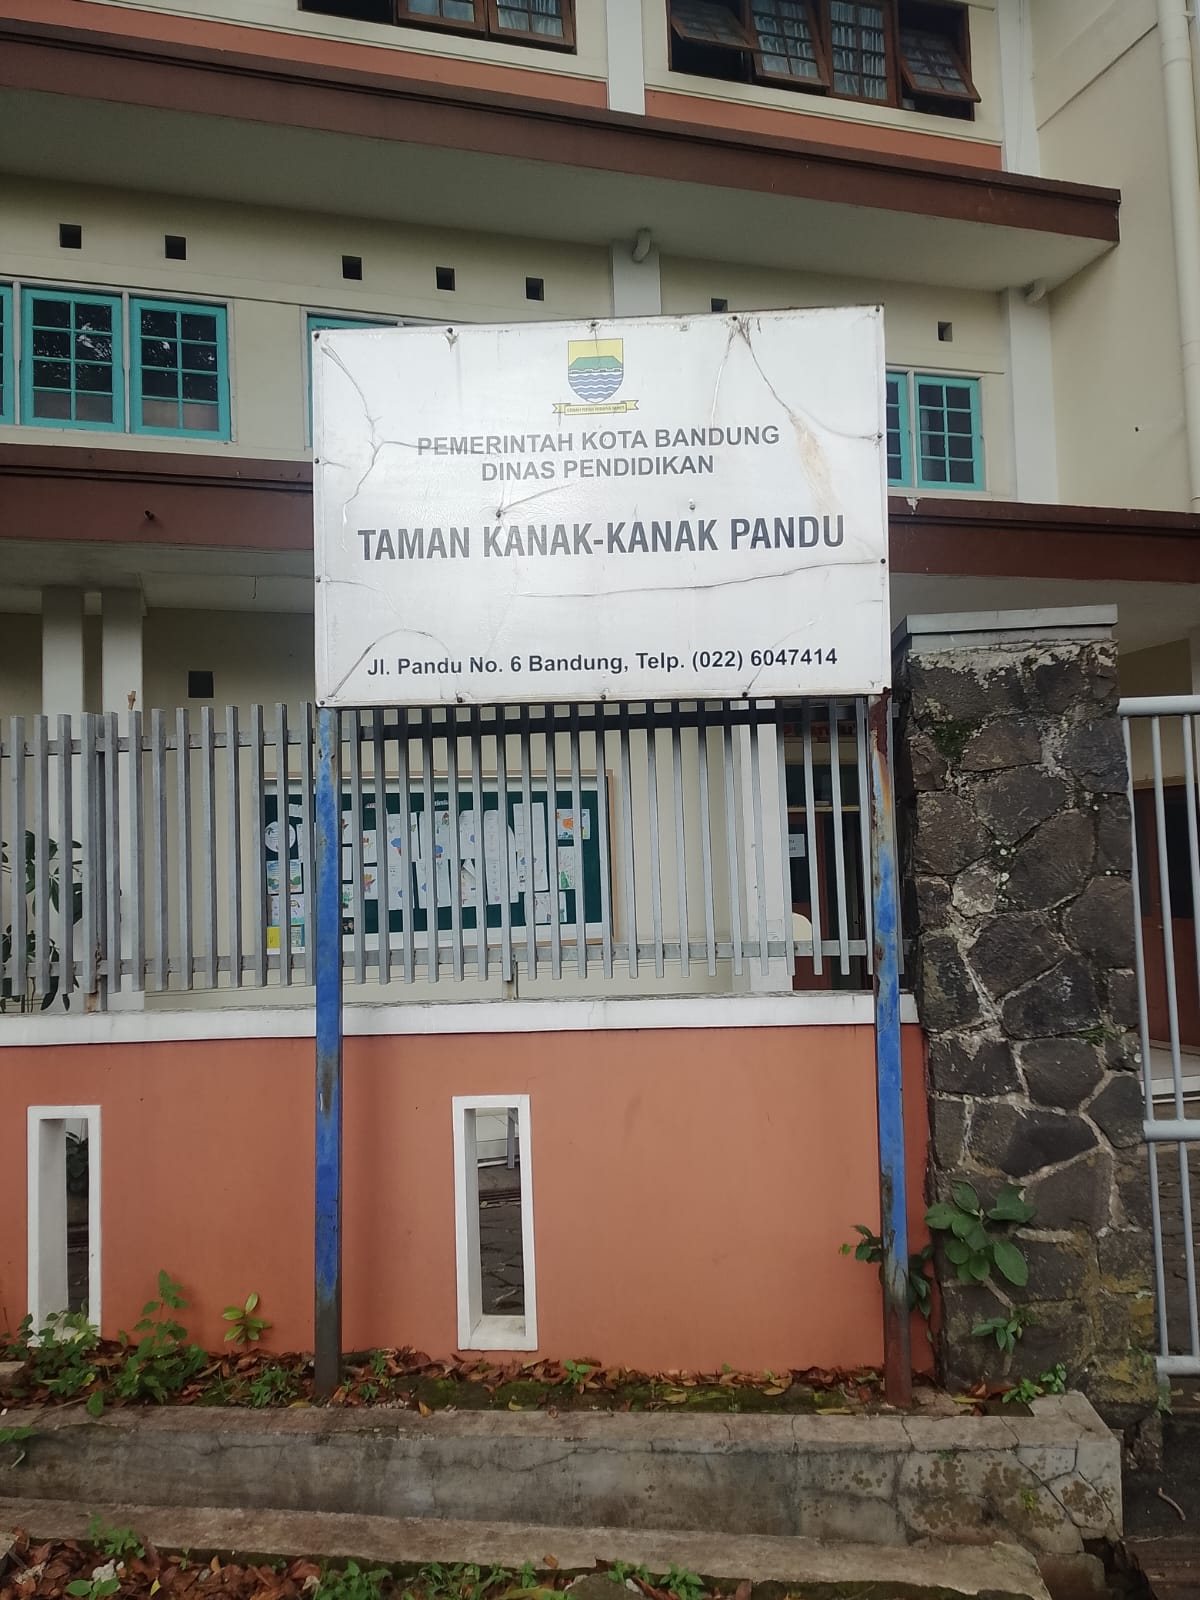 PEMERINTAH KOTA BANDUNG
DINAS PENDIDIKAN
TAMAN KANAK-KANAK PANDU
Jl. Pandu No. 6 Bandung, Telp. (022) 6047414